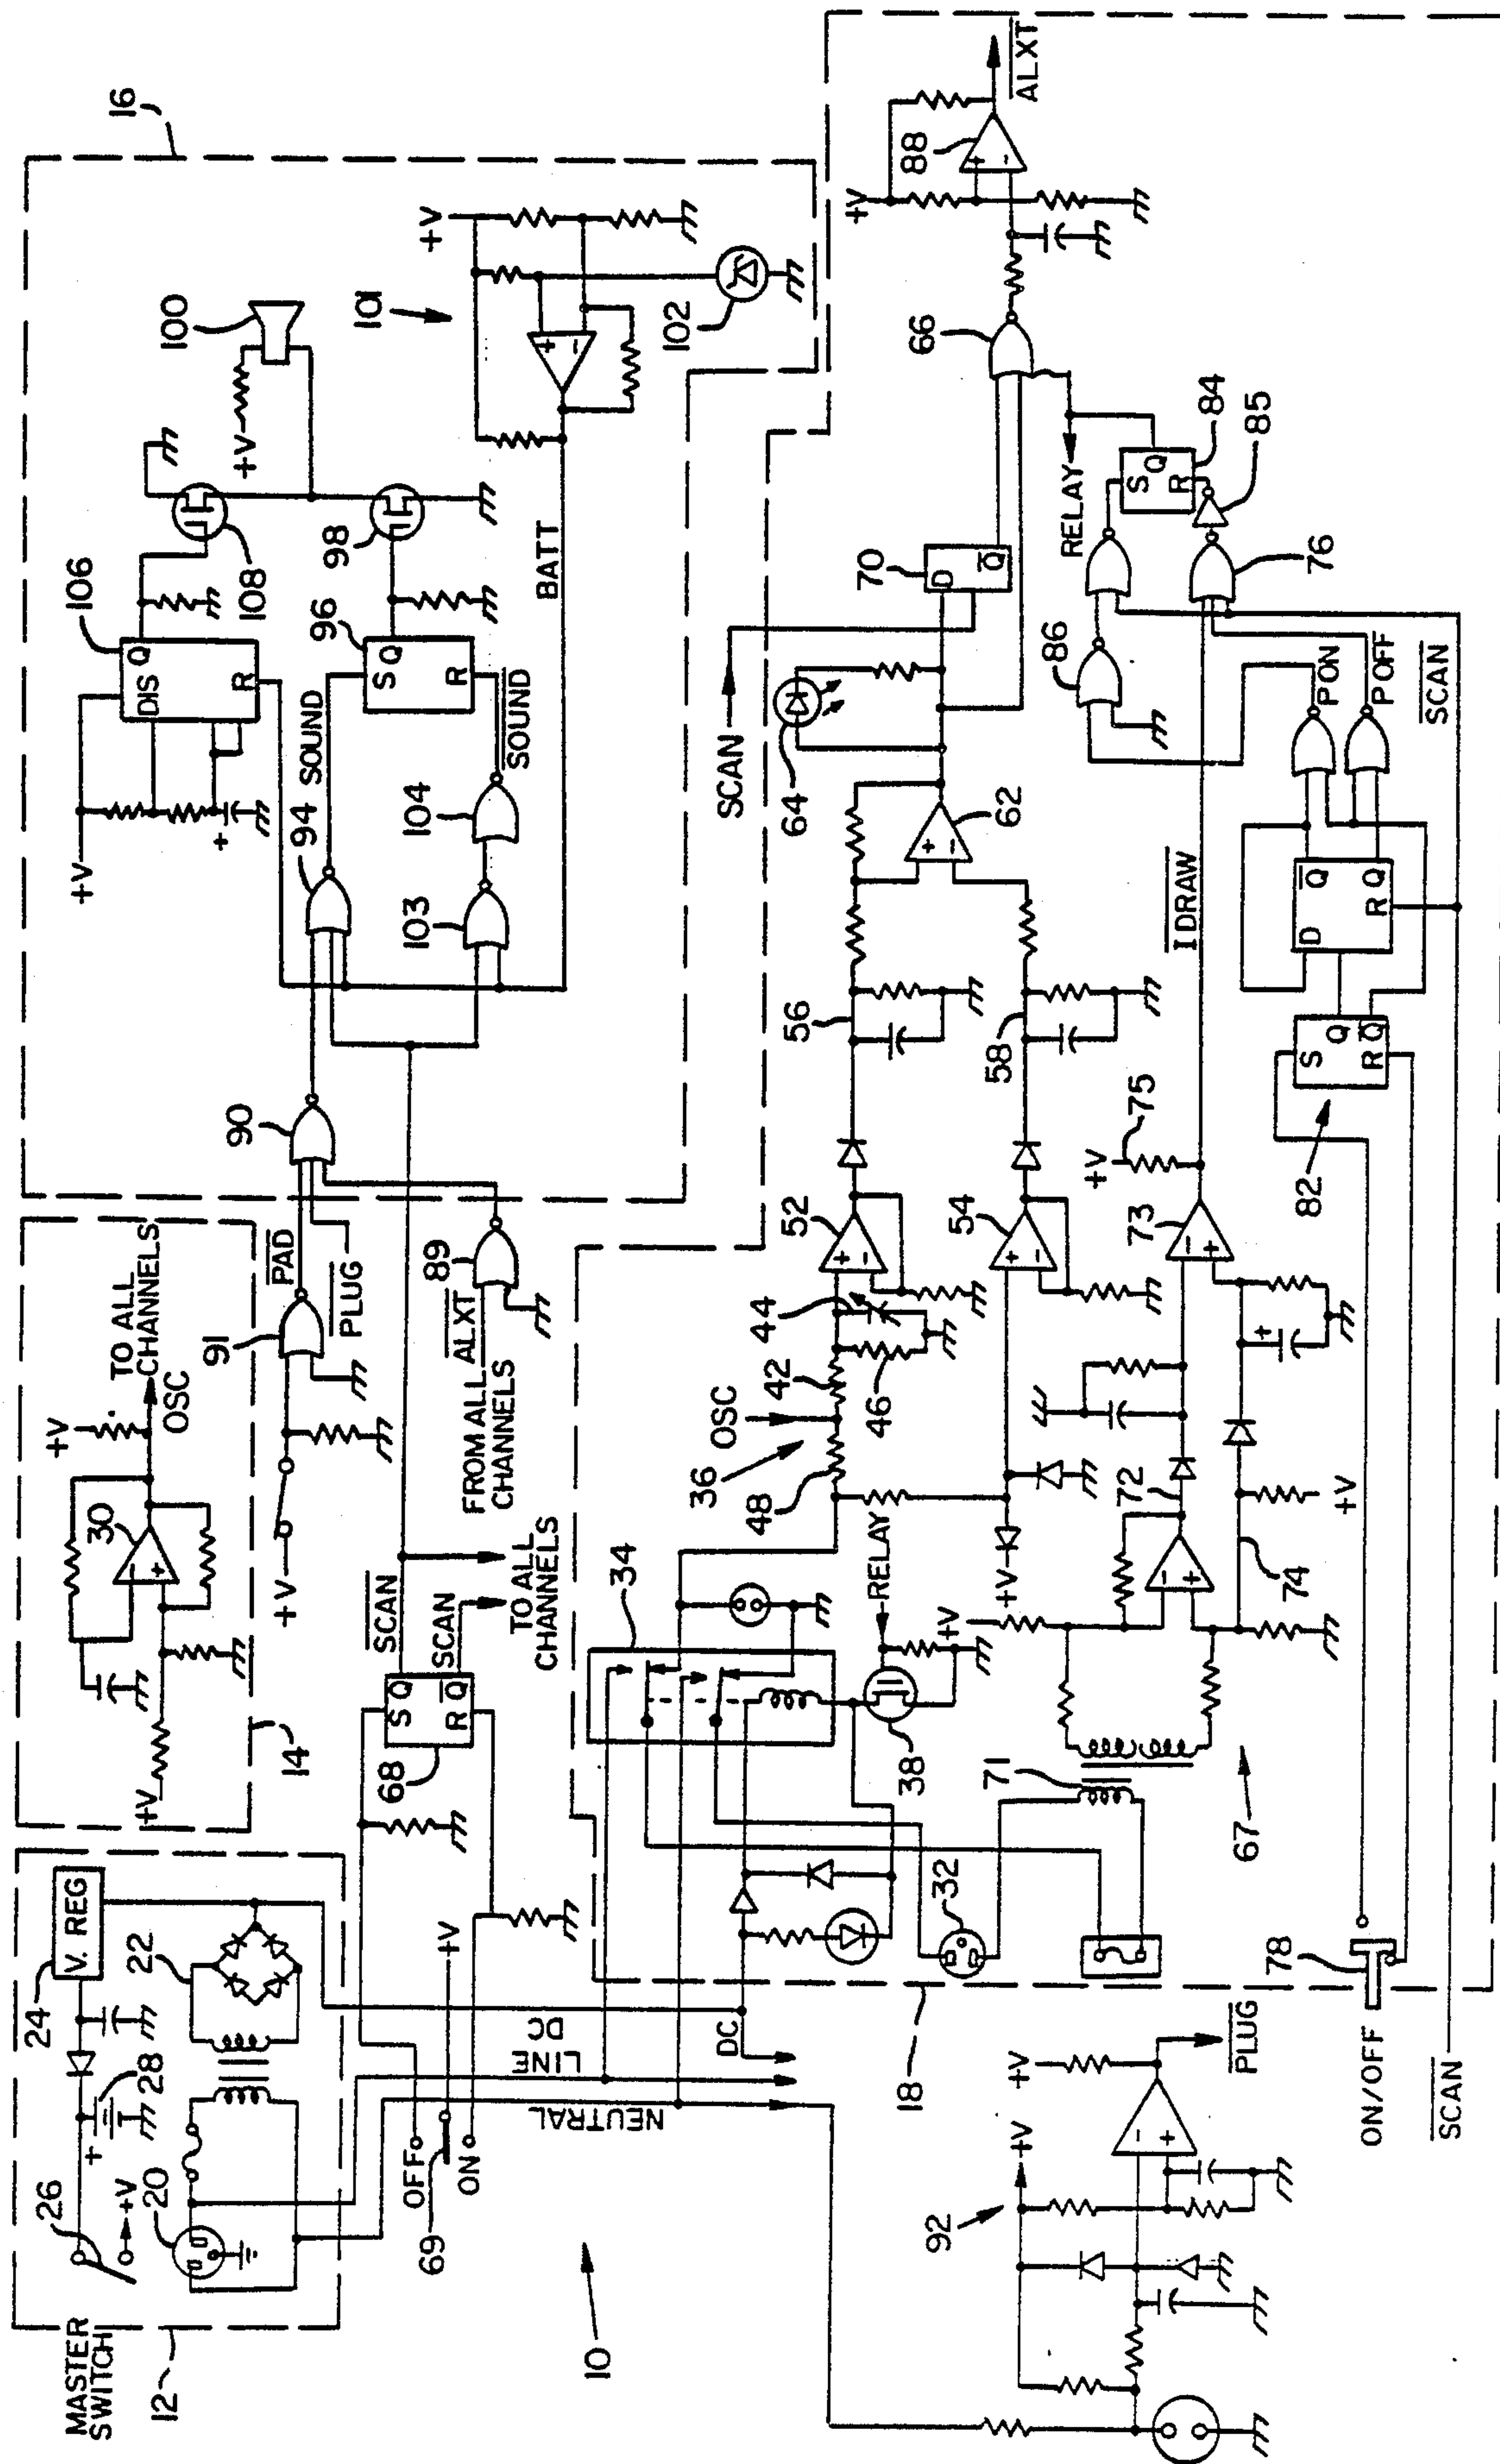 MASTER
SWITCH
12
26
+V
20
+
28
24
V. REG
22
14
+V
30
+
-
+V
OSC
TO ALL
CHANNELS
16
+V
106
DIS Q
R
+
108
SOUND
94
96
S Q
R
98
+V
100
101
+V
+
-
102
BATT
103
104
SOUND
90
91
PAD
PLUG
+V
89
ALXT
FROM ALL
CHANNELS
SCAN
SCAN
TO ALL
CHANNELS
S Q
R Q
68
OFF
ON
69
+V
NEUTRAL
LINE
DC
DC
10
18
34
RELAY
38
32
71
67
+V
36
OSC
48
42
46
44
52
+
-
54
+
-
+V
56
58
62
+
-
64
SCAN
70
D
Q
66
88
+
-
+V
ALXT
RELAY
S
Q
R
84
85
86
76
72
-
+
74
+V
73
-
+
+
75
+V
I DRAW
P ON
P OFF
SCAN
82
S
Q
Q
R
D
Q
Q
R
78
ON/OFF
SCAN
92
+V
+V
-
+
PLUG